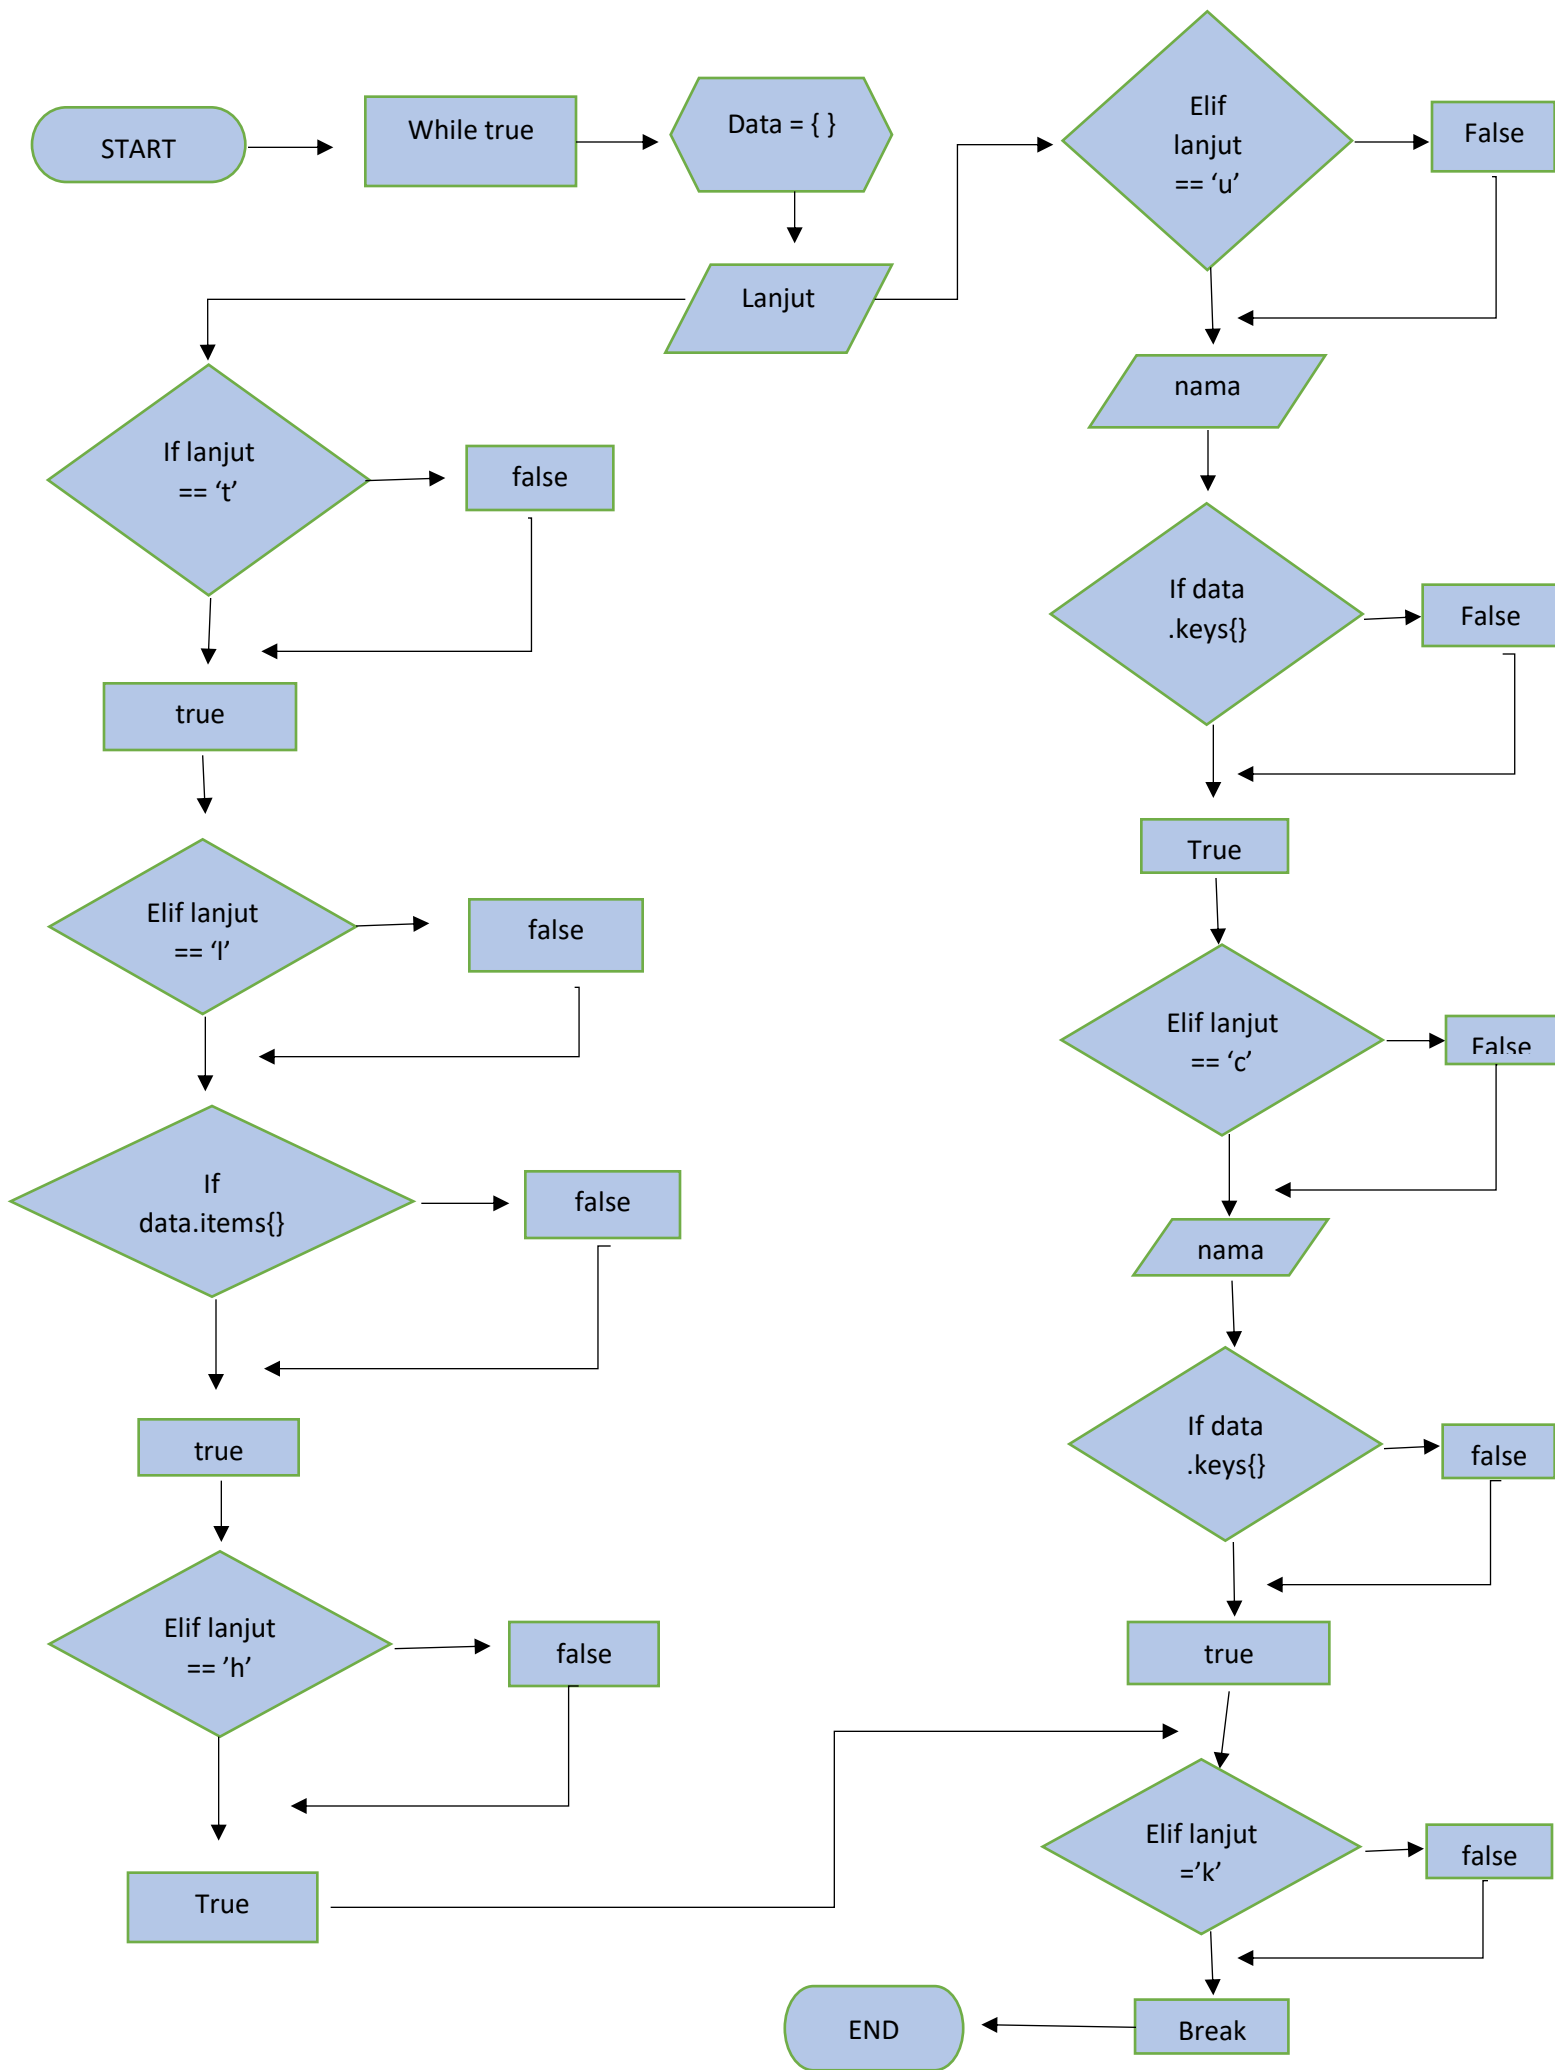 START
While true
Data = { }
Lanjut
If lanjut
== ‘t’
false
true
Elif lanjut
== ‘l’
false
If
data.items{}
false
true
Elif lanjut
== ’h’
false
True
Elif
lanjut
== ‘u’
False
nama
If data
.keys{}
False
True
Elif lanjut
== ‘c’
False
nama
If data
.keys{}
false
true
Elif lanjut
=’k’
false
Break
END